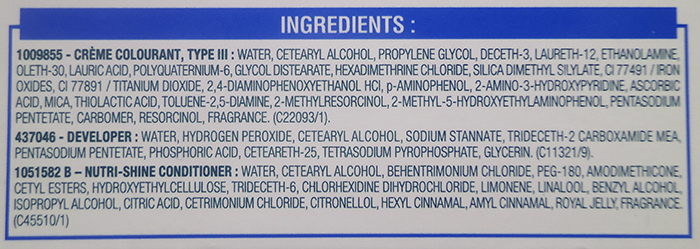 INGREDIENTS :
1009855 - CRÈME COLOURANT, TYPE III : WATER, CETEARYL ALCOHOL, PROPYLENE GLYCOL, DECETH-3, LAURETH-12, ETHANOLAMINE,
OLETH-30, LAURIC ACID, POLYQUATERNIUM-6, GLYCOL DISTEARATE, HEXADIMETHRINE CHLORIDE, SILICA DIMETHYL SILYLATE, CI 77491 / IRON
OXIDES, CI 77891 / TITANIUM DIOXIDE, 2,4-DIAMINOPHENOXYETHANOL HCl, p-AMINOPHENOL, 2-AMINO-3-HYDROXYPYRIDINE, ASCORBIC
ACID, MICA, THIOLACTIC ACID, TOLUENE-2,5-DIAMINE, 2-METHYLRESORCINOL, 2-METHYL-5-HYDROXYETHYLAMINOPHENOL, PENTASODIUM
PENTETATE, CARBOMER, RESORCINOL, FRAGRANCE. (C22093/1).
437046 - DEVELOPER : WATER, HYDROGEN PEROXIDE, CETEARYL ALCOHOL, SODIUM STANNATE, TRIDECETH-2 CARBOXAMIDE MEA,
PENTASODIUM PENTETATE, PHOSPHORIC ACID, CETEARETH-25, TETRASODIUM PYROPHOSPHATE, GLYCERIN. (C11321/9).
1051582 B - NUTRI-SHINE CONDITIONER : WATER, CETEARYL ALCOHOL, BEHENTRIMONIUM CHLORIDE, PEG-180, AMODIMETHICONE,
CETYL ESTERS, HYDROXYETHYLCELLULOSE, TRIDECETH-6, CHLORHEXIDINE DIHYDROCHLORIDE, LIMONENE, LINALOOL, BENZYL ALCOHOL,
ISOPROPYL ALCOHOL, CITRIC ACID, CETRIMONIUM CHLORIDE, CITRONELLOL, HEXYL CINNAMAL, AMYL CINNAMAL, ROYAL JELLY, FRAGRANCE.
(C45510/1)